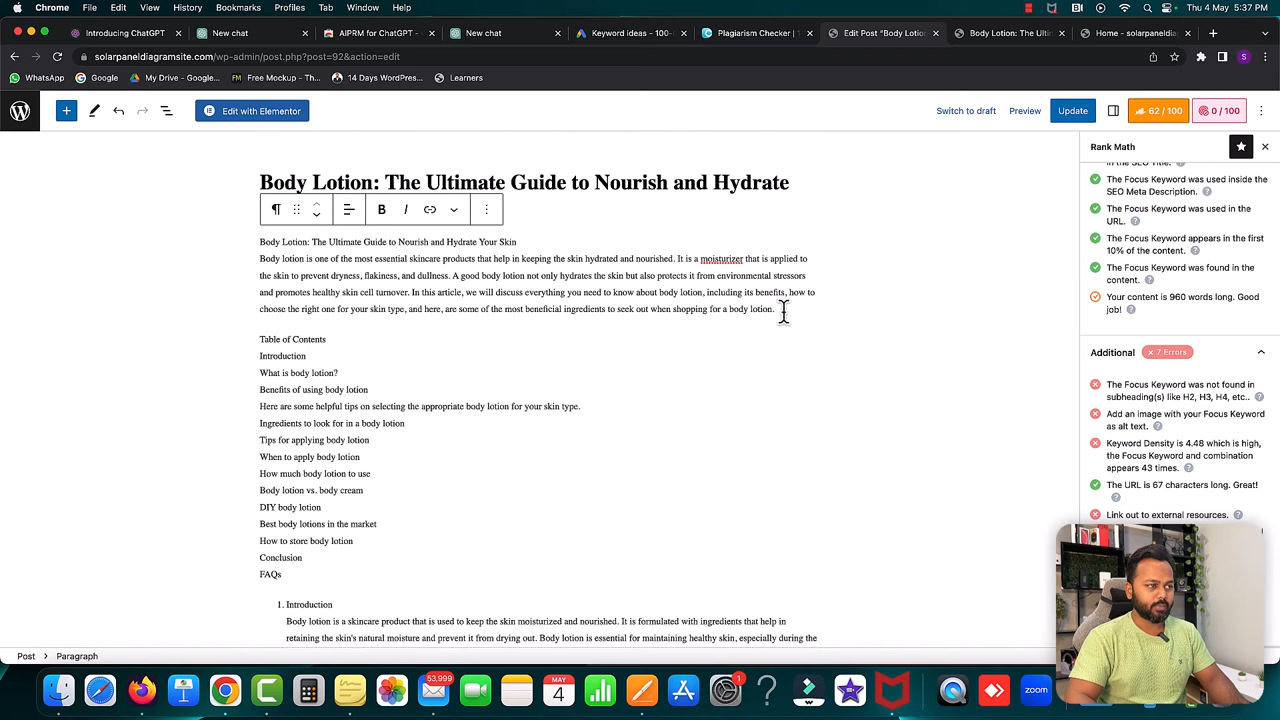 Chrome File Edit View History Bookmarks Profiles Tab Window Help
Thu 4 May 5:37 PM
Introducing ChatGPT
New chat
AIPRM for ChatGPT -
New chat
Keyword ideas - 100-
Plagiarism Checker |
Edit Post "Body Lotion
Body Lotion: The Ulti
Home - solarpaneldia
solarpaneldiagramsite.com/wp-admin/post.php?post=92&action=edit
WhatsApp
Google
My Drive - Google...
Free Mockup - Th...
14 Days WordPres...
Learners
Edit with Elementor
Switch to draft
Preview
Update
62 / 100
0 / 100
Rank Math
Body Lotion: The Ultimate Guide to Nourish and Hydrate
Body Lotion: The Ultimate Guide to Nourish and Hydrate Your Skin
Body lotion is one of the most essential skincare products that help in keeping the skin hydrated and nourished. It is a moisturizer that is applied to
the skin to prevent dryness, flakiness, and dullness. A good body lotion not only hydrates the skin but also protects it from environmental stressors
and promotes healthy skin cell turnover. In this article, we will discuss everything you need to know about body lotion, including its benefits, how to
choose the right one for your skin type, and here, are some of the most beneficial ingredients to seek out when shopping for a body lotion.
Table of Contents
Introduction
What is body lotion?
Benefits of using body lotion
Here are some helpful tips on selecting the appropriate body lotion for your skin type.
Ingredients to look for in a body lotion
Tips for applying body lotion
When to apply body lotion
How much body lotion to use
Body lotion vs. body cream
DIY body lotion
Best body lotions in the market
How to store body lotion
Conclusion
FAQs
1. Introduction
Body lotion is a skincare product that is used to keep the skin moisturized and nourished. It is formulated with ingredients that help in
retaining the skin's natural moisture and prevent it from drying out. Body lotion is essential for maintaining healthy skin, especially during the
in the SEO Title.
The Focus Keyword was used inside the
SEO Meta Description.
The Focus Keyword was used in the
URL.
The Focus Keyword appears in the first
10% of the content.
The Focus Keyword was found in the
content.
Your content is 960 words long. Good
job!
Additional
× 7 Errors
The Focus Keyword was not found in
subheading(s) like H2, H3, H4, etc..
Add an image with your Focus Keyword
as alt text.
Keyword Density is 4.48 which is high,
the Focus Keyword and combination
appears 43 times.
The URL is 67 characters long. Great!
Link out to external resources.
Post
Paragraph
53,999
MAY
4
1
zoom